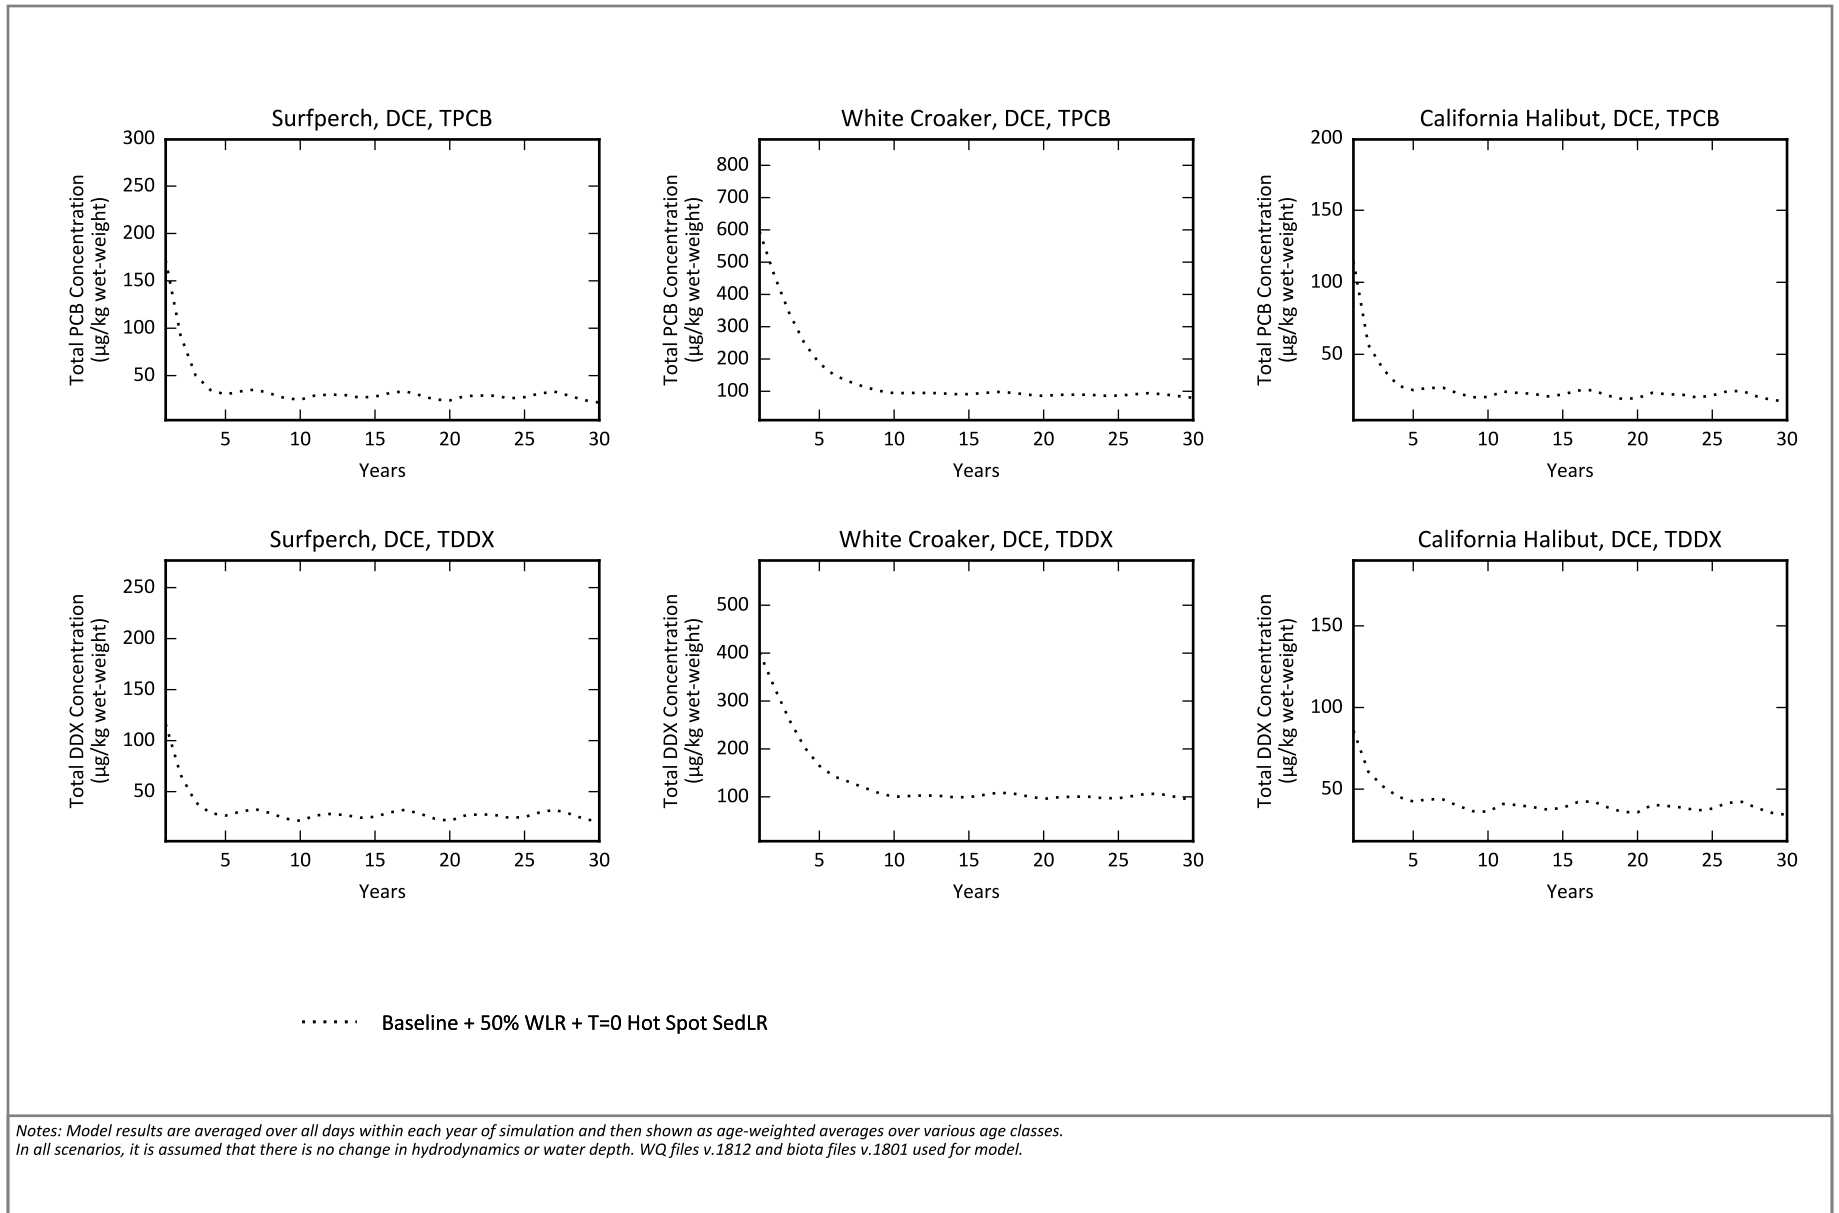 Surfperch, DCE, TPCB
Total PCB Concentration
(µg/kg wet-weight)
300
250
200
150
100
50
5 10 15 20 25 30
Years
White Croaker, DCE, TPCB
Total PCB Concentration
(µg/kg wet-weight)
800
700
600
500
400
300
200
100
5 10 15 20 25 30
Years
California Halibut, DCE, TPCB
Total PCB Concentration
(µg/kg wet-weight)
200
150
100
50
5 10 15 20 25 30
Years
Surfperch, DCE, TDDX
Total DDX Concentration
(µg/kg wet-weight)
250
200
150
100
50
5 10 15 20 25 30
Years
White Croaker, DCE, TDDX
Total DDX Concentration
(µg/kg wet-weight)
500
400
300
200
100
5 10 15 20 25 30
Years
California Halibut, DCE, TDDX
Total DDX Concentration
(µg/kg wet-weight)
150
100
50
5 10 15 20 25 30
Years
Baseline + 50% WLR + T=0 Hot Spot SedLR
Notes: Model results are averaged over all days within each year of simulation and then shown as age-weighted averages over various age classes.
In all scenarios, it is assumed that there is no change in hydrodynamics or water depth. WQ files v.1812 and biota files v.1801 used for model.